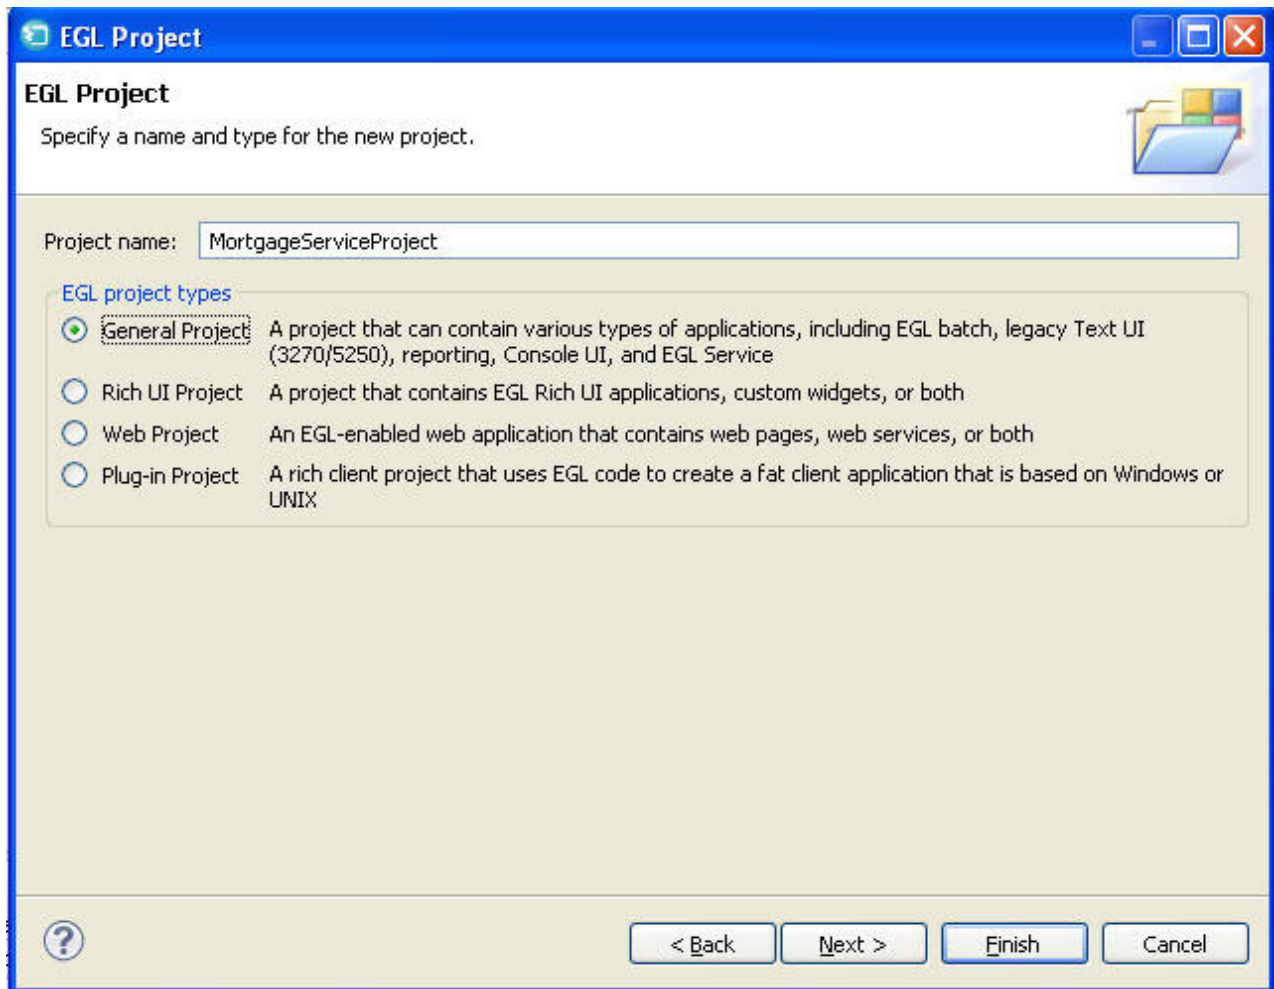 EGL Project
EGL Project
Specify a name and type for the new project.
Project name: MortgageServiceProject
EGL project types
General Project A project that can contain various types of applications, including EGL batch, legacy Text UI
(3270/5250), reporting, Console UI, and EGL Service
Rich UI Project A project that contains EGL Rich UI applications, custom widgets, or both
Web Project An EGL-enabled web application that contains web pages, web services, or both
Plug-in Project A rich client project that uses EGL code to create a fat client application that is based on Windows or
UNIX
? < Back Next > Finish Cancel